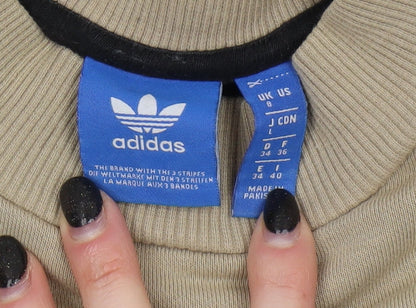 adidas
THE BRAND WITH THE 3 STRIPES
DIE WELTMARKE MIT DEN 3 STREIFEN
LA MARQUE AUX 3 BANDES
UK US
8
J CDN
L
D F
34 36
E I
34 40
MADE IN
PAKISTAN